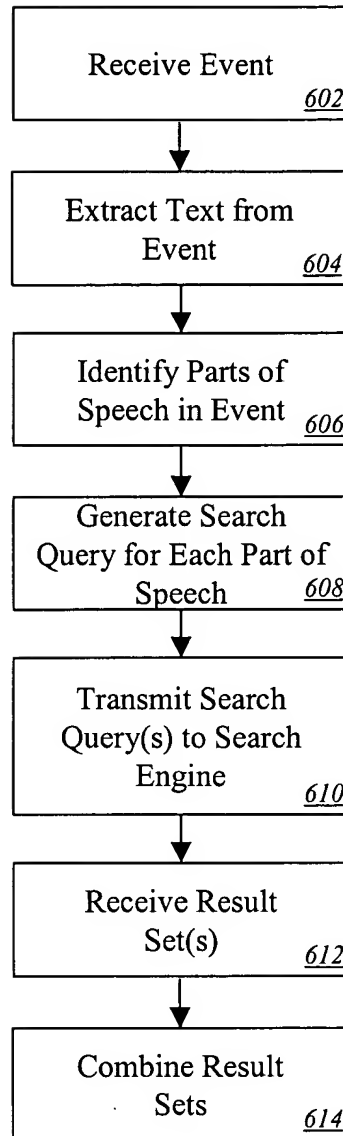 Receive Event
602
Extract Text from
Event
604
Identify Parts of
Speech in Event
606
Generate Search
Query for Each Part of
Speech
608
Transmit Search
Query(s) to Search
Engine
610
Receive Result
Set(s)
612
Combine Result
Sets
614